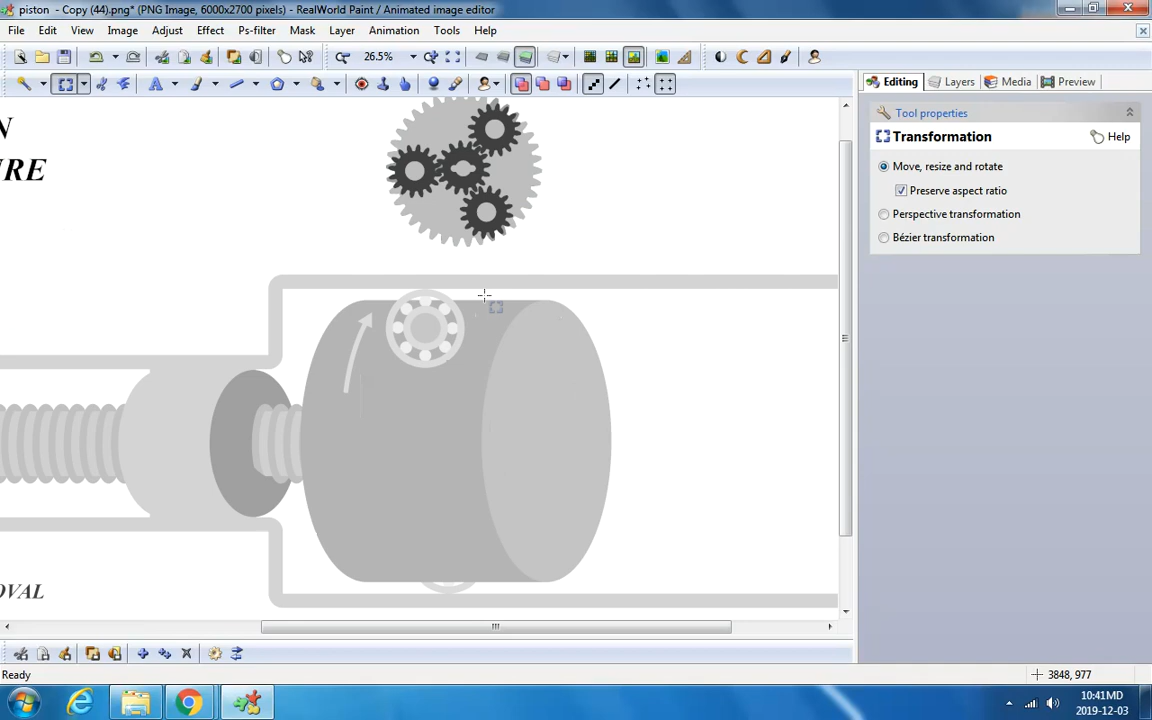 piston - Copy (44).png* (PNG Image, 6000x2700 pixels) - RealWorld Paint / Animated image editor
File Edit View Image Adjust Effect Ps-filter Mask Layer Animation Tools Help
26.5%
Editing Layers Media Preview
Tool properties
Transformation Help
Move, resize and rotate
Preserve aspect ratio
Perspective transformation
Bézier transformation
N
RE
OVAL
Ready
3848, 977
10:41MD
2019-12-03